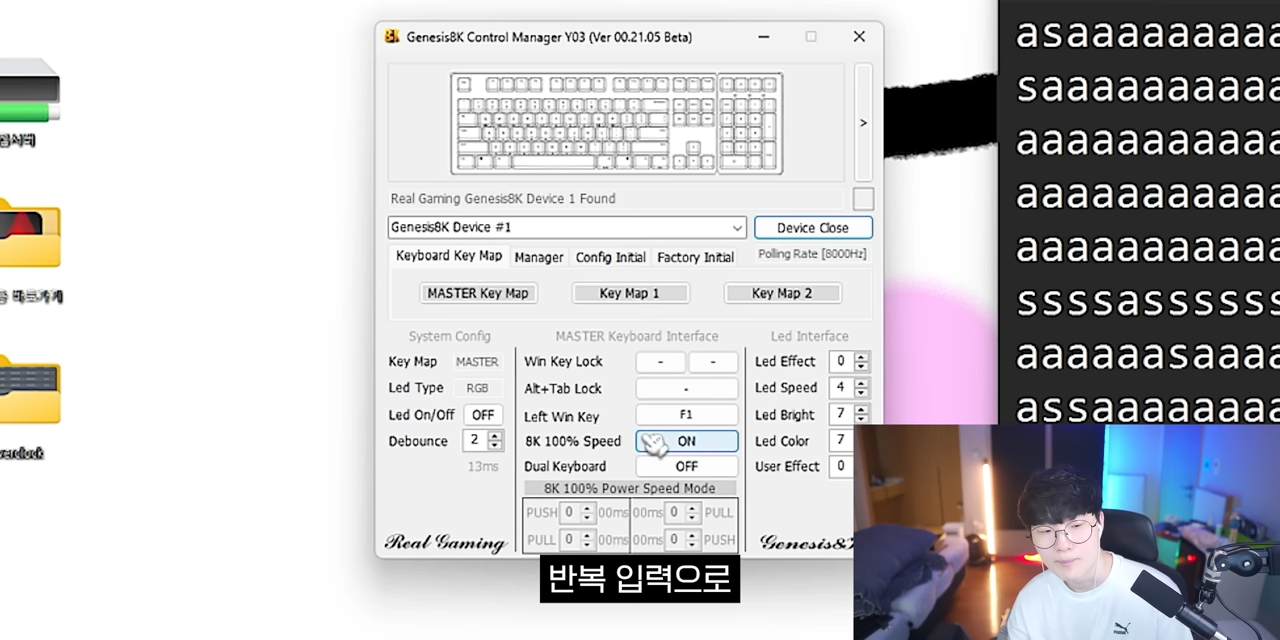 Genesis8K Control Manager Y03 (Ver 00.21.05 Beta)
>
Real Gaming Genesis8K Device 1 Found
Genesis8K Device #1
Device Close
Keyboard Key Map
Manager
Config Initial
Factory Initial
Polling Rate [8000Hz]
MASTER Key Map
Key Map 1
Key Map 2
System Config
MASTER Keyboard Interface
Led Interface
Key Map MASTER
Win Key Lock - -
Led Effect 0
Led Type RGB
Alt+Tab Lock -
Led Speed 4
Led On/Off OFF
Left Win Key F1
Led Bright 7
Debounce 2
8K 100% Speed ON
Led Color 7
13ms
Dual Keyboard OFF
User Effect 0
8K 100% Power Speed Mode
PUSH 0 00ms 00ms 0 PULL
PULL 0 00ms 00ms 0 PUSH
Real Gaming
Genesis8
반복 입력으로
asaaaaaaaaa
saaaaaaaaaa
aaaaaaaaaaa
aaaaaaaaaaa
aaaaaaaaaaa
ssssassssss
aaaaaasaaaa
assaaaaaaaa